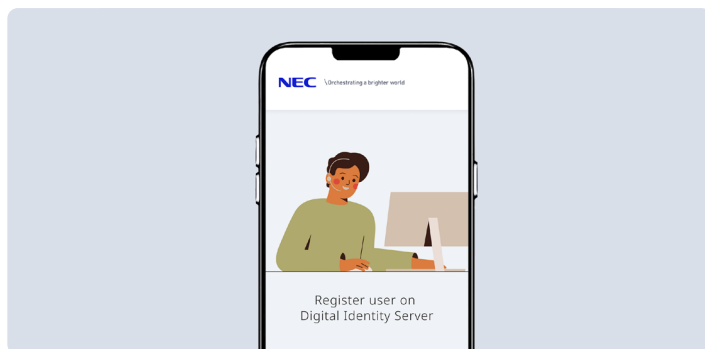 NEC \Orchestrating a brighter world
Register user on
Digital Identity Server